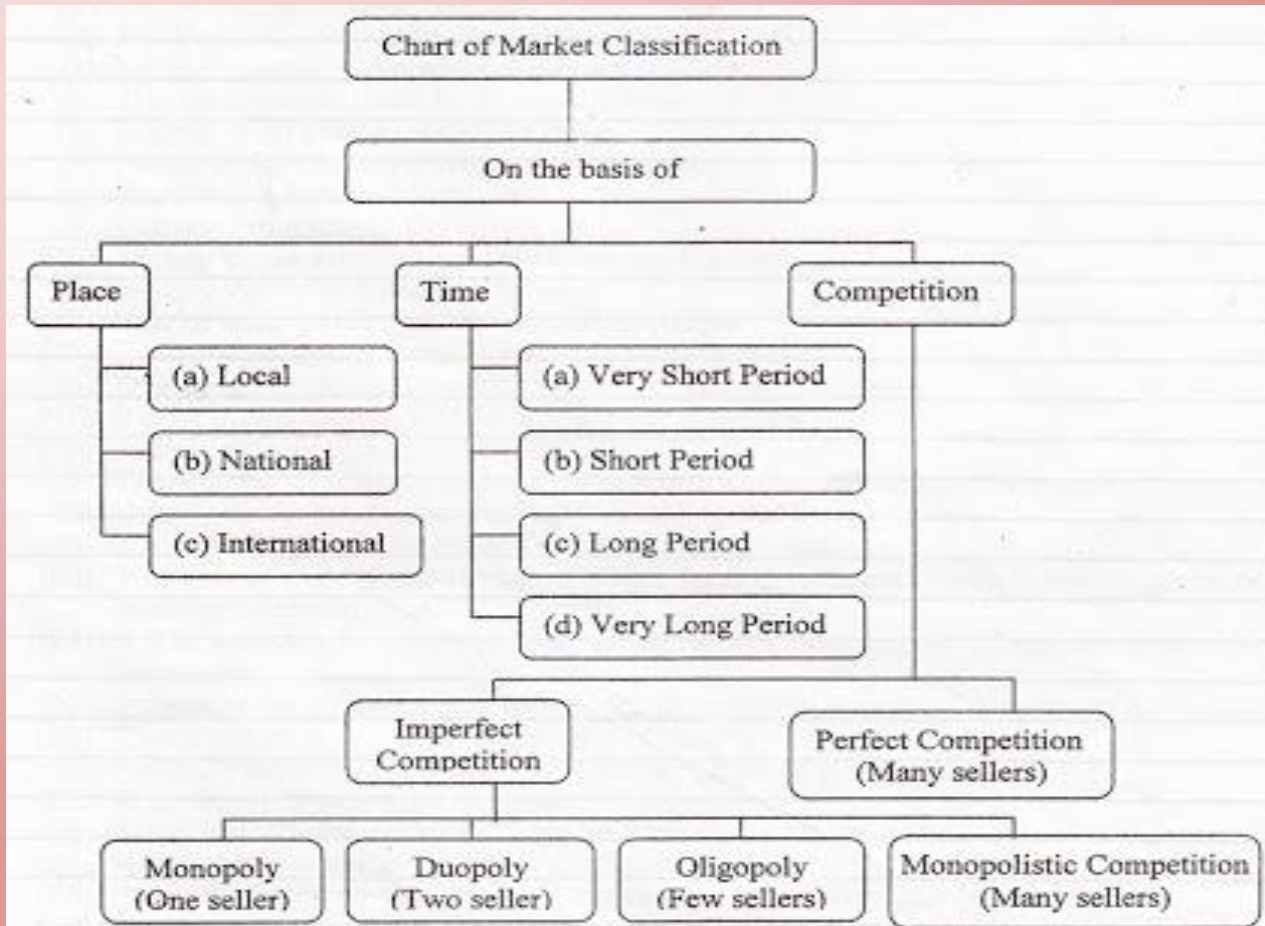 Chart of Market Classification
On the basis of
Place
Time
Competition
(a) Local
(b) National
(c) International
(a) Very Short Period
(b) Short Period
(c) Long Period
(d) Very Long Period
Imperfect
Competition
Perfect Competition
(Many sellers)
Monopoly
(One seller)
Duopoly
(Two seller)
Oligopoly
(Few sellers)
Monopolistic Competition
(Many sellers)